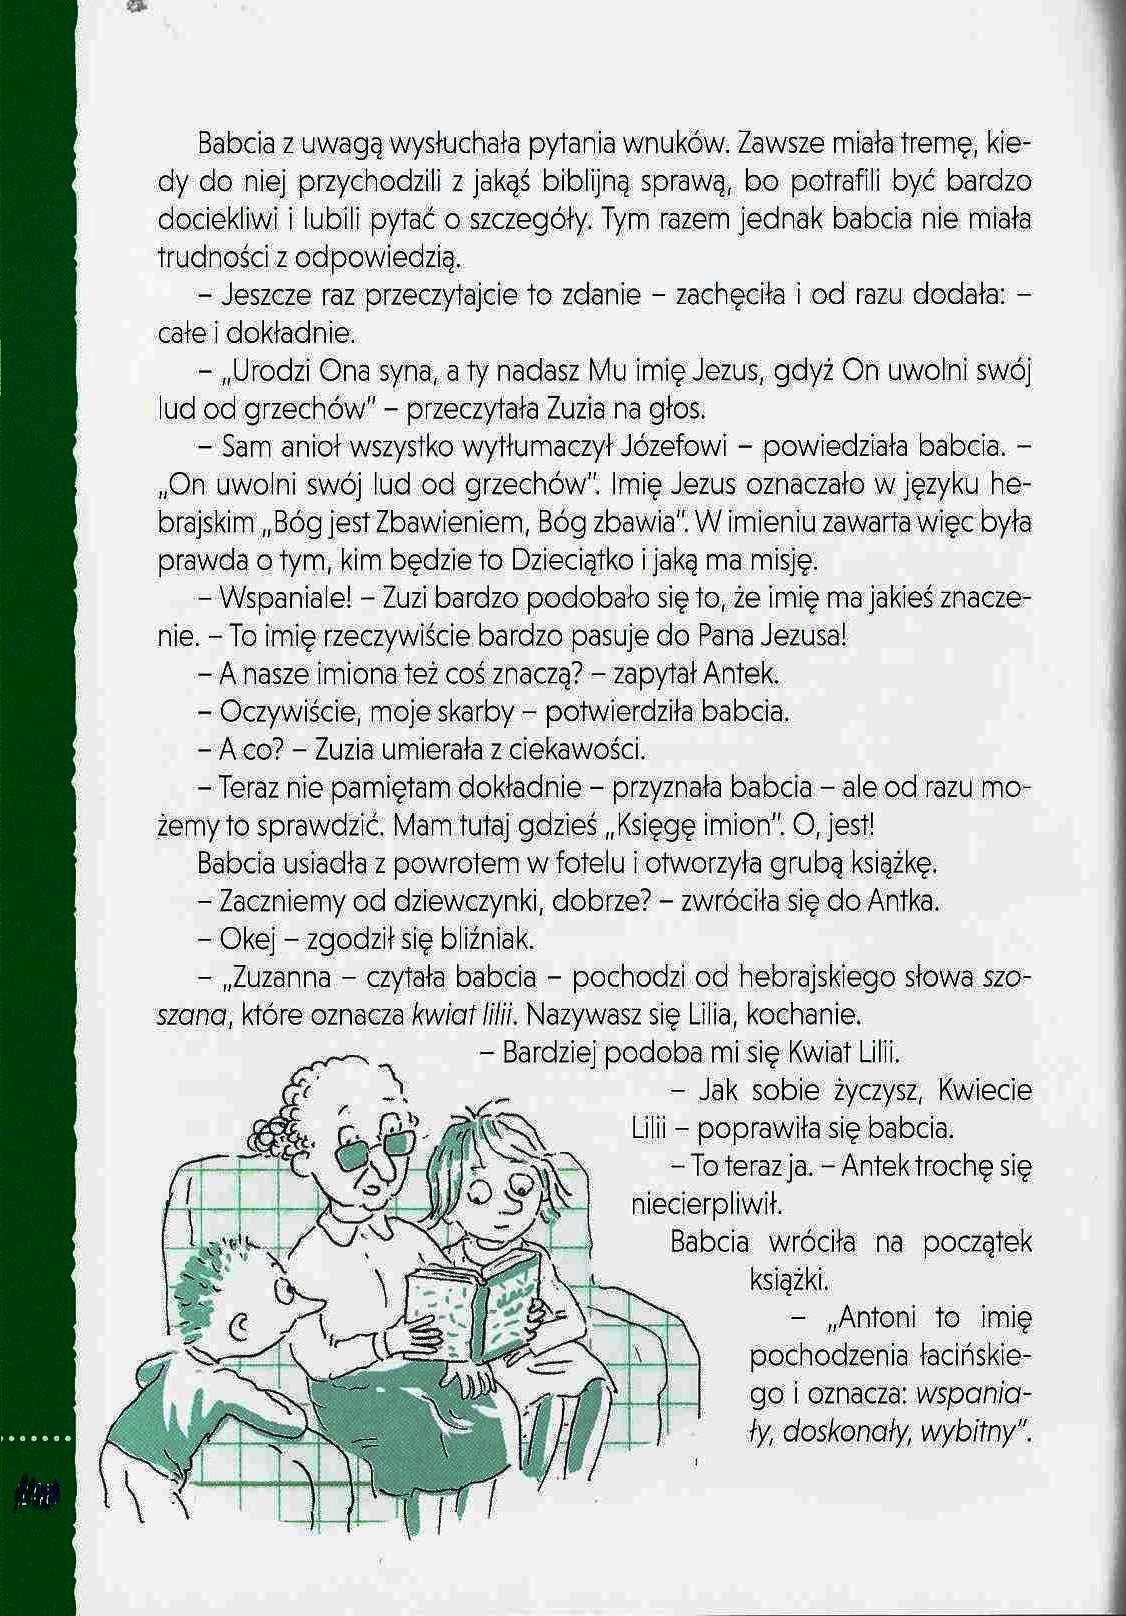 Babcia z uwagą wysłuchała pytania wnuków. Zawsze miała tremę, kie-
dy do niej przychodzili z jakąś biblijną sprawą, bo potrafili być bardzo
dociekliwi i lubili pytać o szczegóły. Tym razem jednak babcia nie miała
trudności z odpowiedzią.
– Jeszcze raz przeczytajcie to zdanie – zachęciła i od razu dodała: –
całe i dokładnie.
– „Urodzi Ona syna, a ty nadasz Mu imię Jezus, gdyż On uwolni swój
lud od grzechów" – przeczytała Zuzia na głos.
– Sam anioł wszystko wytłumaczył Józefowi – powiedziała babcia. –
„On uwolni swój lud od grzechów". Imię Jezus oznaczało w języku he-
brajskim „Bóg jest Zbawieniem, Bóg zbawia". W imieniu zawarta więc była
prawda o tym, kim będzie to Dzieciątko i jaką ma misję.
– Wspaniale! – Zuzi bardzo podobało się to, że imię ma jakieś znacze-
nie. – To imię rzeczywiście bardzo pasuje do Pana Jezusa!
– A nasze imiona też coś znaczą? – zapytał Antek.
– Oczywiście, moje skarby – potwierdziła babcia.
– A co? – Zuzia umierała z ciekawości.
– Teraz nie pamiętam dokładnie – przyznała babcia – ale od razu mo-
żemy to sprawdzić. Mam tutaj gdzieś „Księgę imion". O, jest!
Babcia usiadła z powrotem w fotelu i otworzyła grubą książkę.
– Zaczniemy od dziewczynki, dobrze? – zwróciła się do Antka.
– Okej – zgodził się bliźniak.
– „Zuzanna – czytała babcia – pochodzi od hebrajskiego słowa szo-
szana, które oznacza kwiat lilii. Nazywasz się Lilia, kochanie.
– Bardziej podoba mi się Kwiat Lilii.
– Jak sobie życzysz, Kwiecie
Lilii – poprawiła się babcia.
– To teraz ja. – Antek trochę się
niecierpliwił.
Babcia wróciła na początek
książki.
– „Antoni to imię
pochodzenia łacińskie-
go i oznacza: wspania-
ły, doskonały, wybitny".